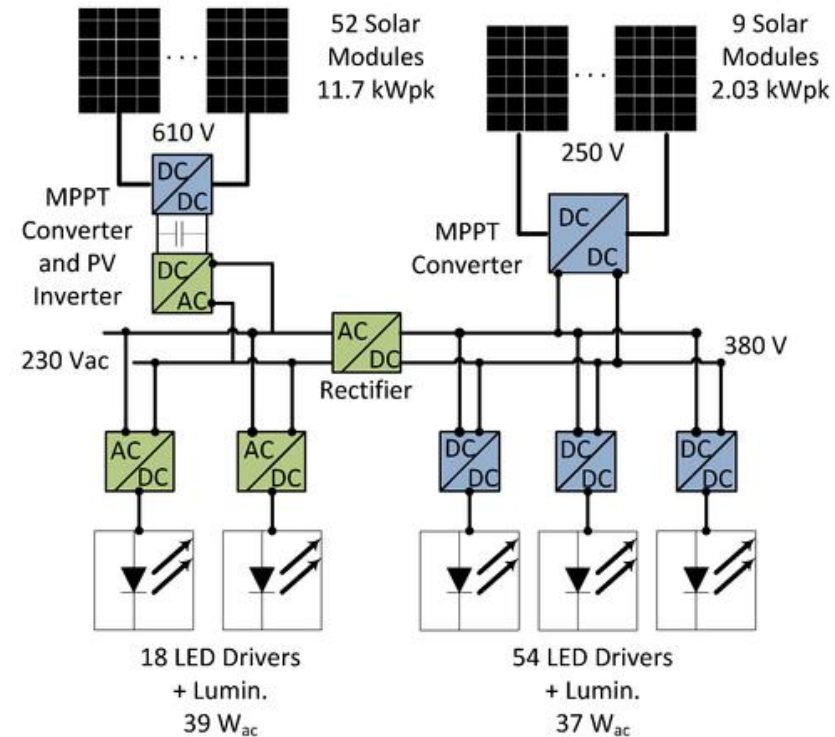 52 Solar
Modules
11.7 kWpk
9 Solar
Modules
2.03 kWpk
610 V
250 V
DC
DC
MPPT
Converter
and PV
Inverter
DC
AC
DC
DC
MPPT
Converter
230 Vac
AC
DC
Rectifier
380 V
AC
DC
AC
DC
DC
DC
DC
DC
DC
DC
18 LED Drivers
+ Lumin.
39 Wac
54 LED Drivers
+ Lumin.
37 Wac